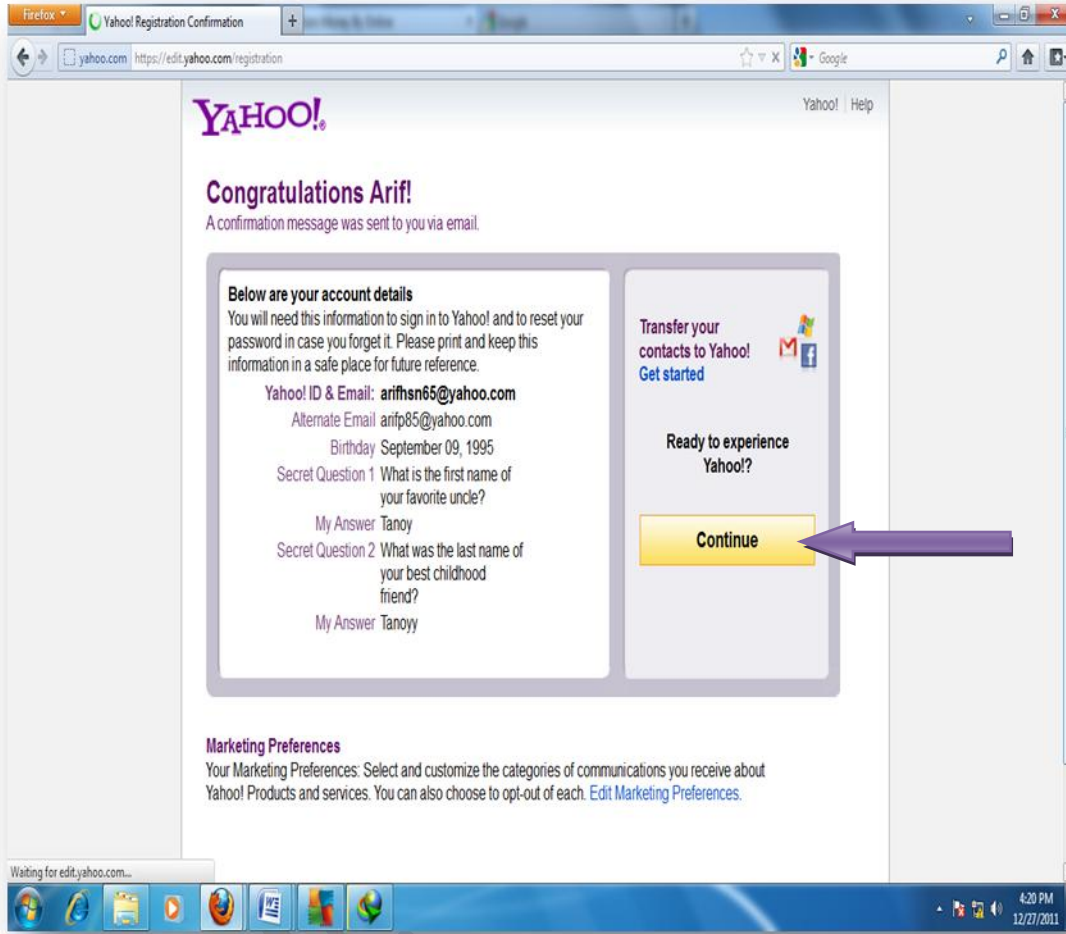 Firefox
Yahoo! Registration Confirmation
+
yahoo.com https://edit.yahoo.com/registration
Google
YAHOO!®
Yahoo! Help
Congratulations Arif!
A confirmation message was sent to you via email.
Below are your account details
You will need this information to sign in to Yahoo! and to reset your
password in case you forget it. Please print and keep this
information in a safe place for future reference.
Yahoo! ID & Email: arifhsn65@yahoo.com
Alternate Email arifp85@yahoo.com
Birthday September 09, 1995
Secret Question 1 What is the first name of
your favorite uncle?
My Answer Tanoy
Secret Question 2 What was the last name of
your best childhood
friend?
My Answer Tanoyy
Transfer your
contacts to Yahoo!
Get started
Ready to experience
Yahoo!?
Continue
Marketing Preferences
Your Marketing Preferences: Select and customize the categories of communications you receive about
Yahoo! Products and services. You can also choose to opt-out of each. Edit Marketing Preferences.
Waiting for edit.yahoo.com...
4:20 PM
12/27/2011